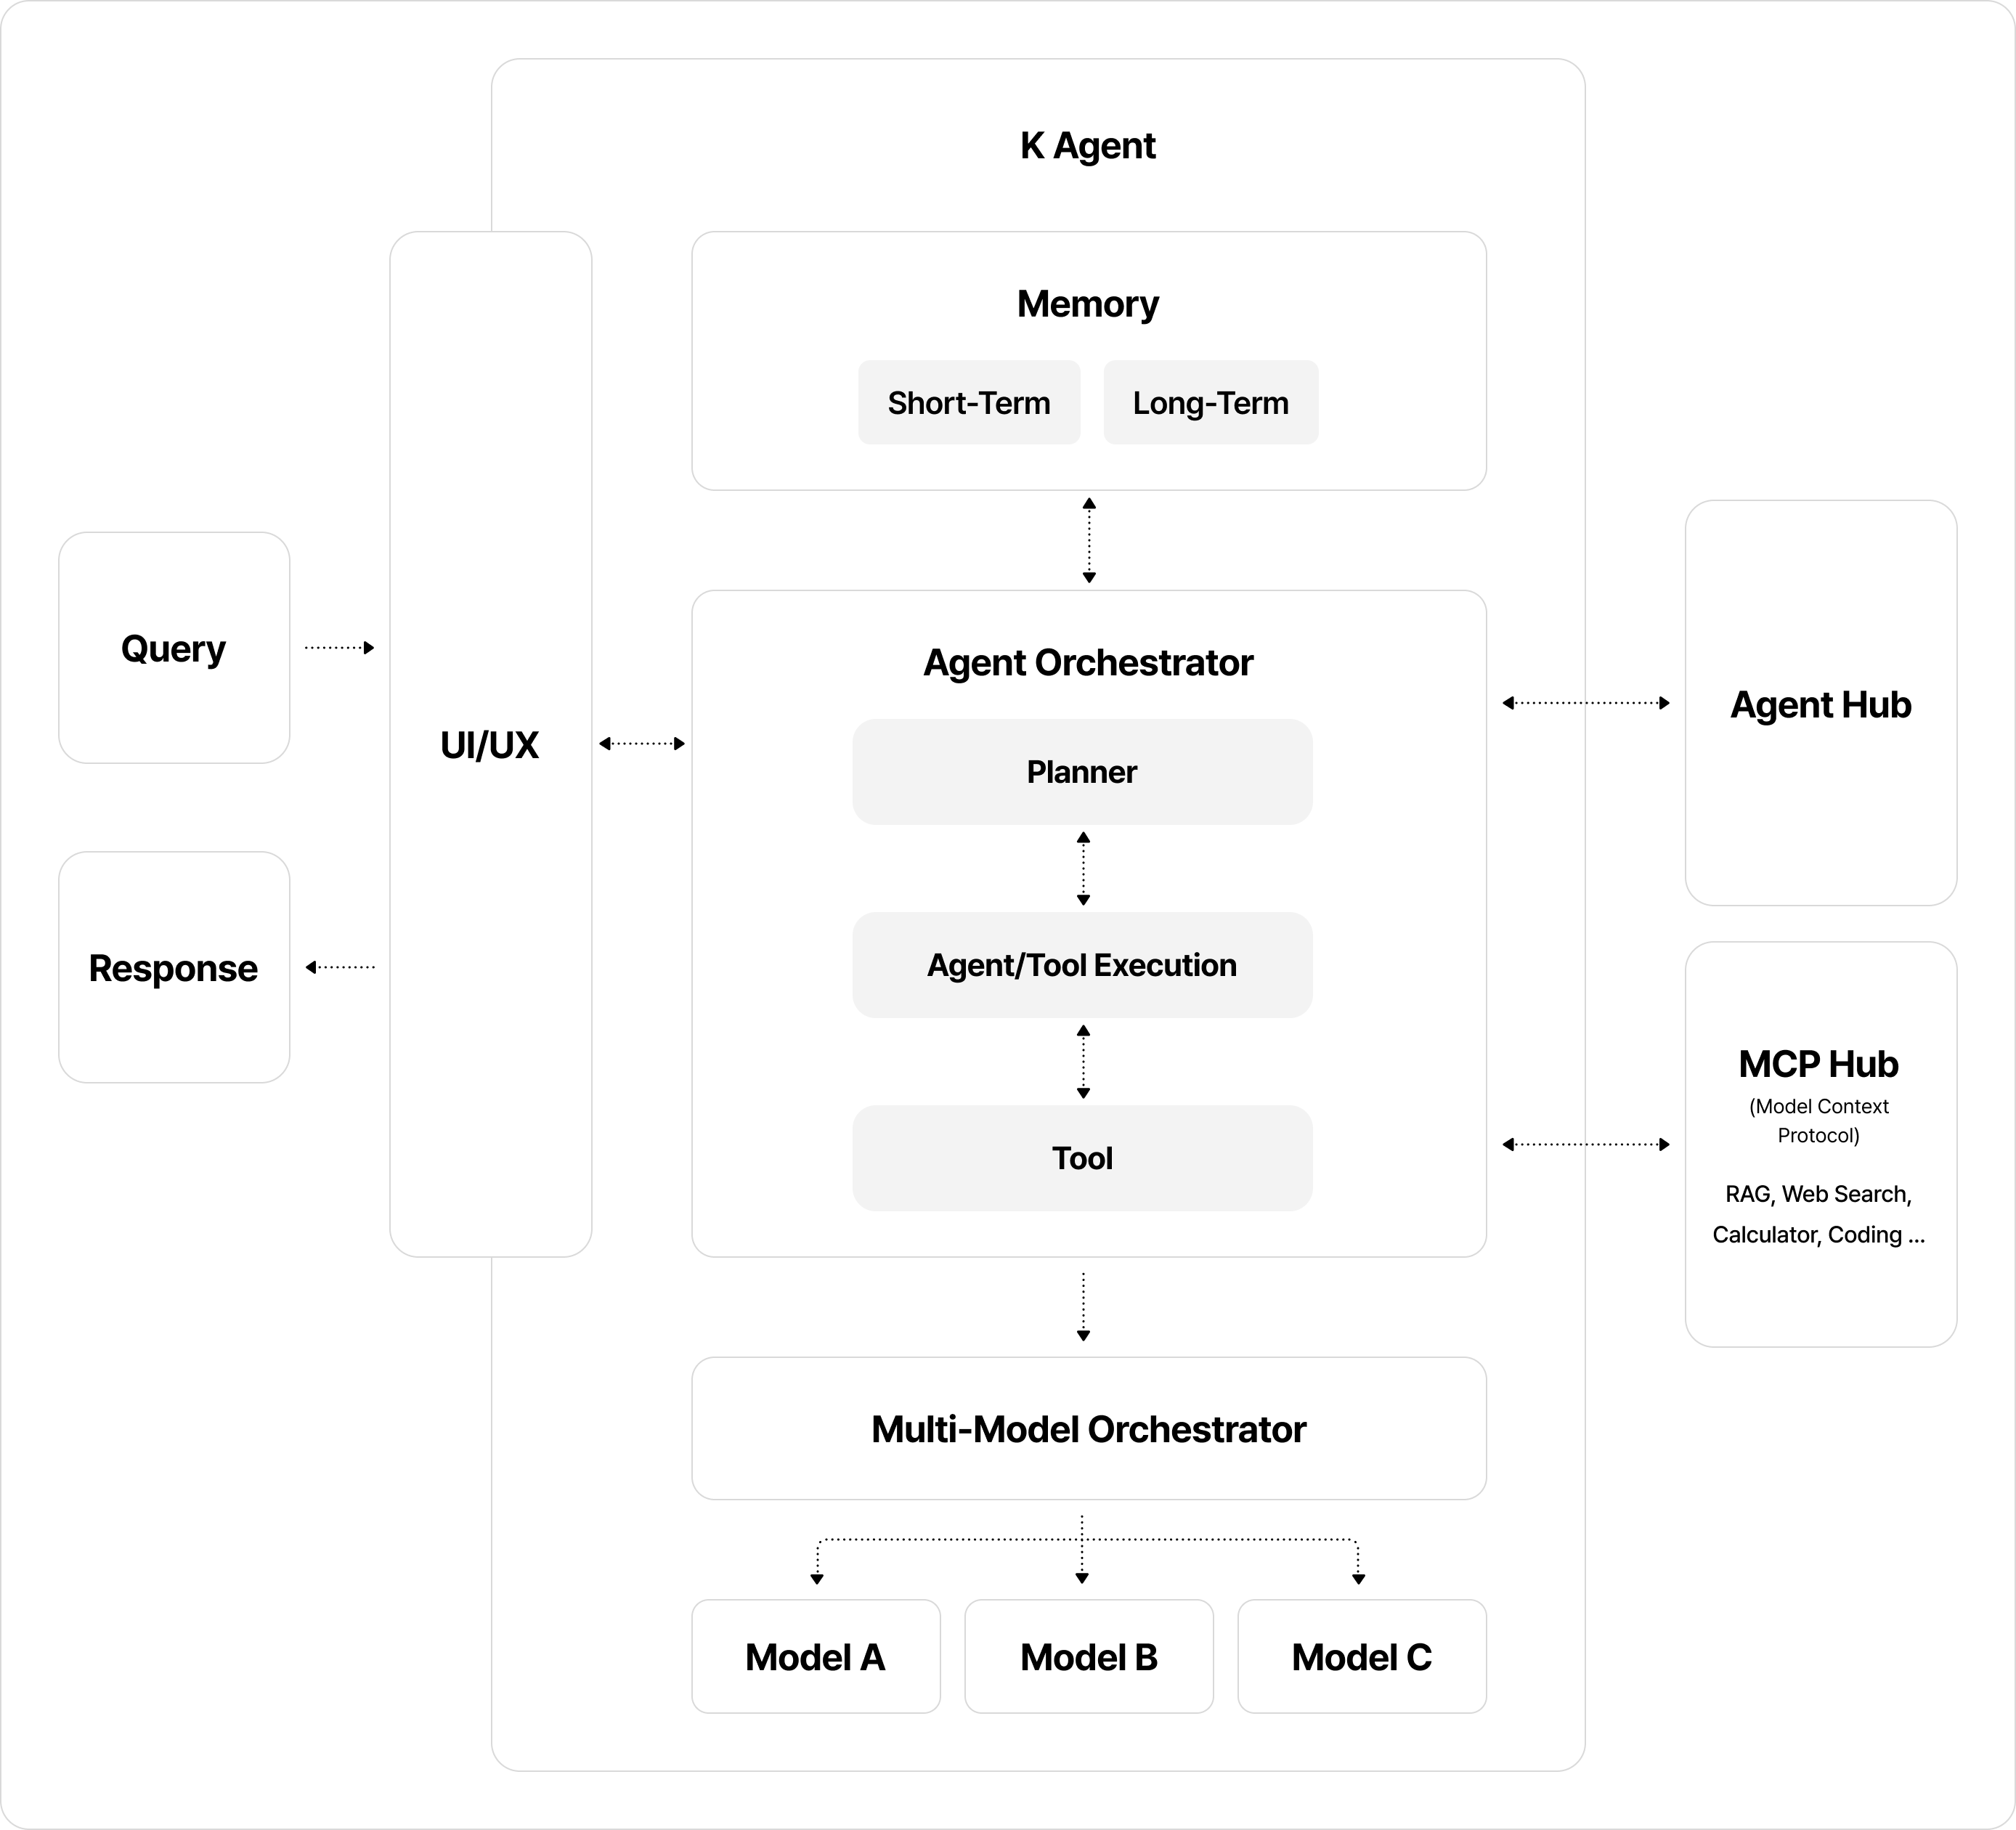 K Agent
Memory
Short-Term
Long-Term
Query
Response
UI/UX
Agent Orchestrator
Planner
Agent/Tool Execution
Tool
Agent Hub
MCP Hub
(Model Context
Protocol)
RAG, Web Search,
Calculator, Coding ...
Multi-Model Orchestrator
Model A
Model B
Model C